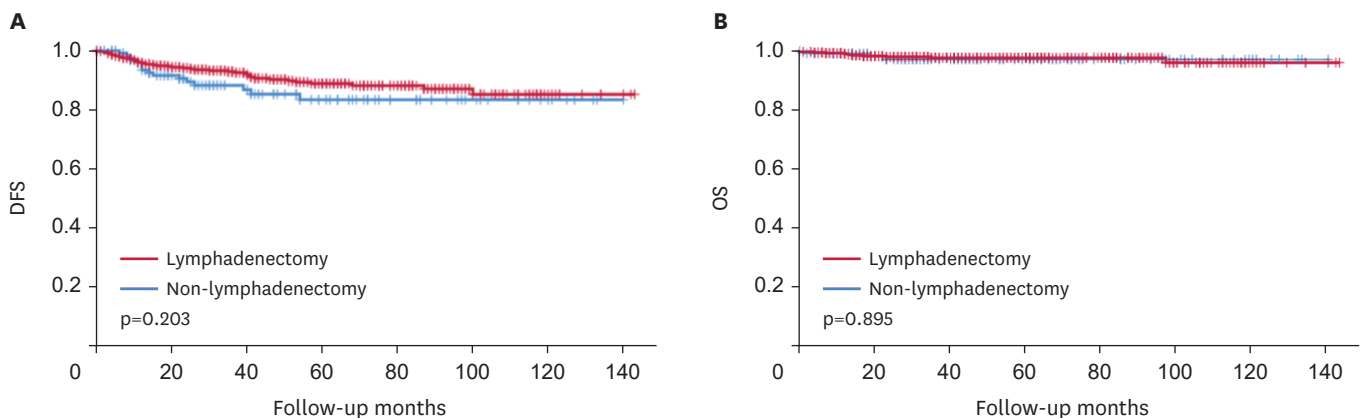 A
1.0
0.8
0.6
0.4
0.2
DFS
Lymphadenectomy
Non-lymphadenectomy
p=0.203
0 20 40 60 80 100 120 140
Follow-up months
B
1.0
0.8
0.6
0.4
0.2
OS
Lymphadenectomy
Non-lymphadenectomy
p=0.895
0 20 40 60 80 100 120 140
Follow-up months